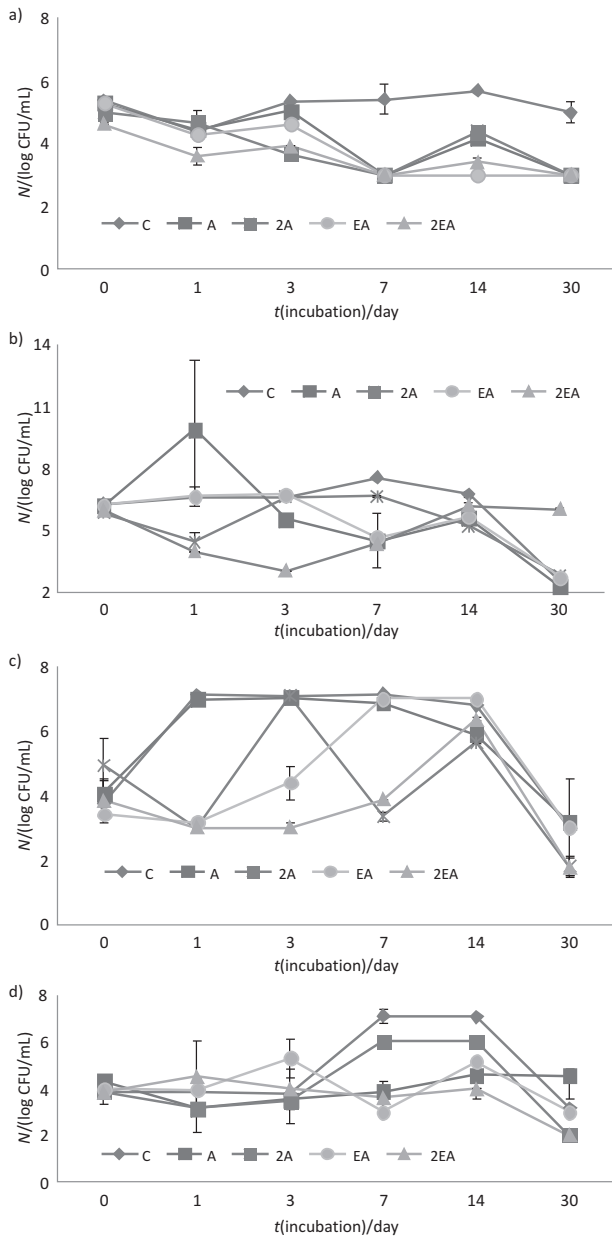 a)
8
6
4
2
0
N/(log CFU/mL)
C A 2A EA 2EA
0 1 3 7 14 30
t(incubation)/day
b)
14
11
8
5
2
N/(log CFU/mL)
C A 2A EA 2EA
0 1 3 7 14 30
t(incubation)/day
c)
8
6
4
2
0
N/(log CFU/mL)
C A 2A EA 2EA
0 1 3 7 14 30
t(incubation)/day
d)
8
6
4
2
0
N/(log CFU/mL)
C A 2A EA 2EA
0 1 3 7 14 30
t(incubation)/day